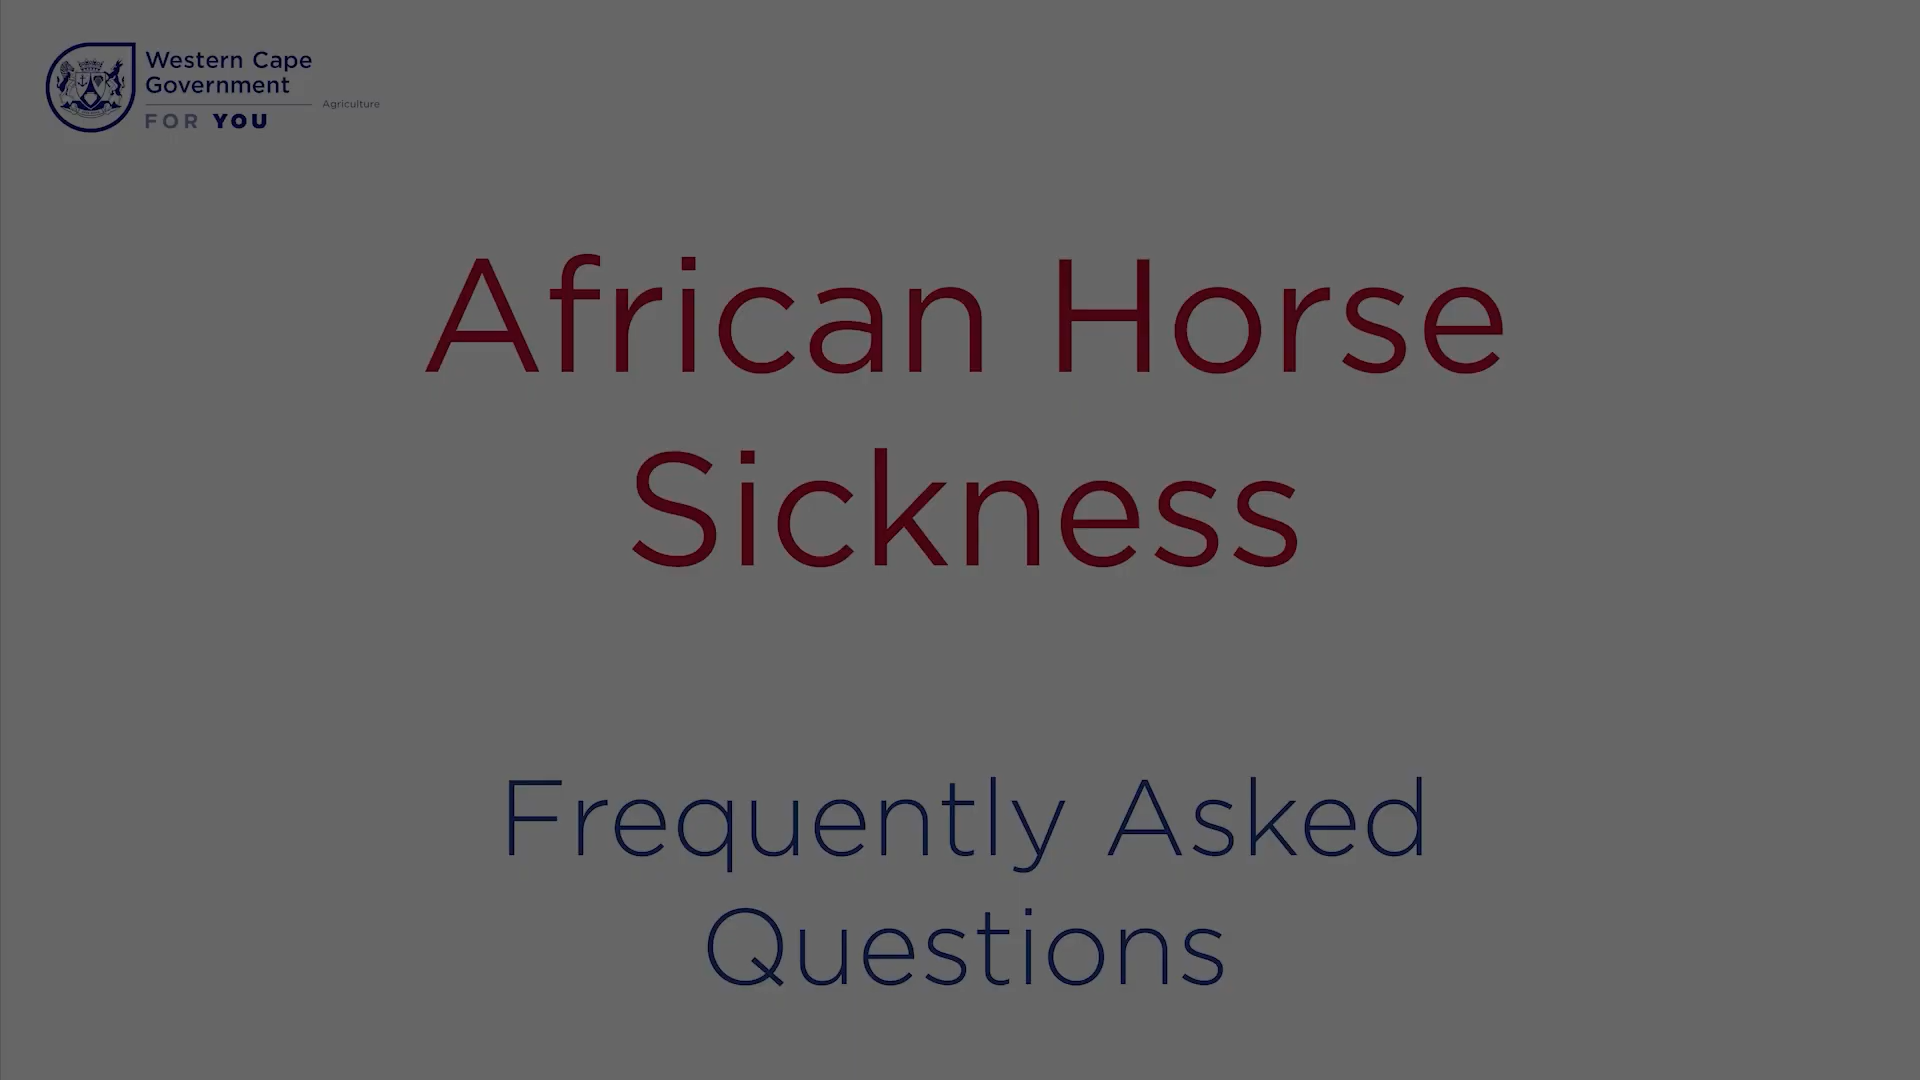 Western Cape
Government
Agriculture
FOR YOU
African Horse
Sickness
Frequently Asked
Questions